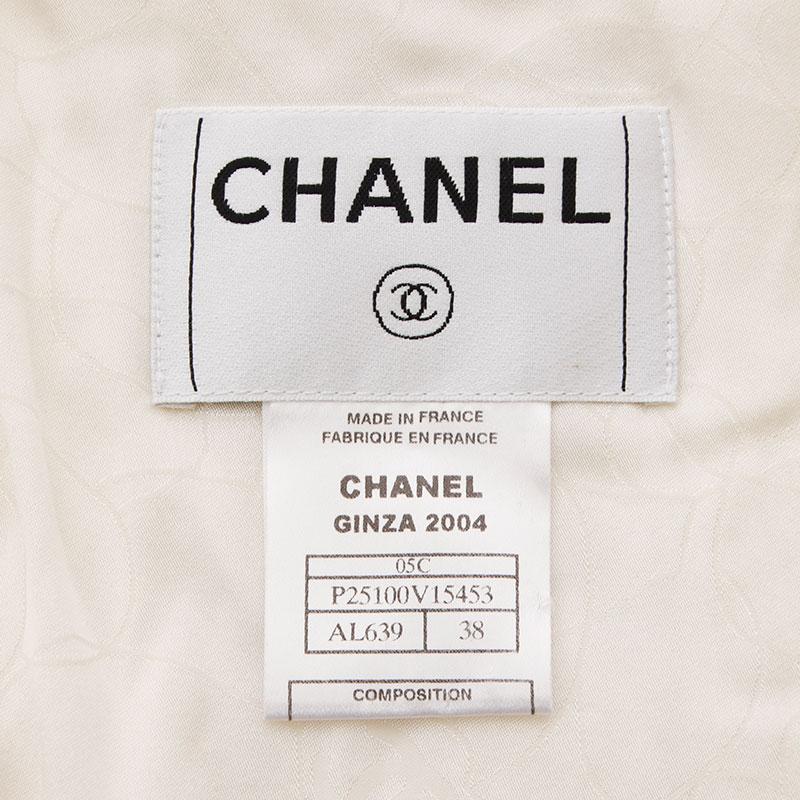 CHANEL
MADE IN FRANCE
FABRIQUE EN FRANCE
CHANEL
GINZA 2004
05C
P25100V15453
AL639 38
COMPOSITION